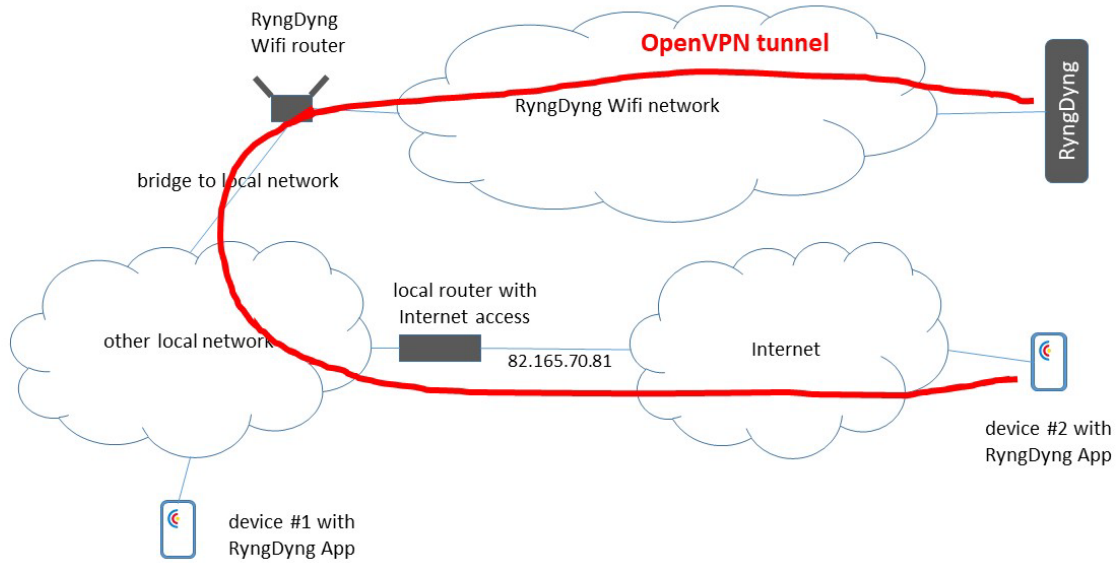 RyngDyng
Wifi router
OpenVPN tunnel
RyngDyng Wifi network
RyngDyng
bridge to local network
local router with
Internet access
other local network
82.165.70.81
Internet
device #2 with
RyngDyng App
device #1 with
RyngDyng App